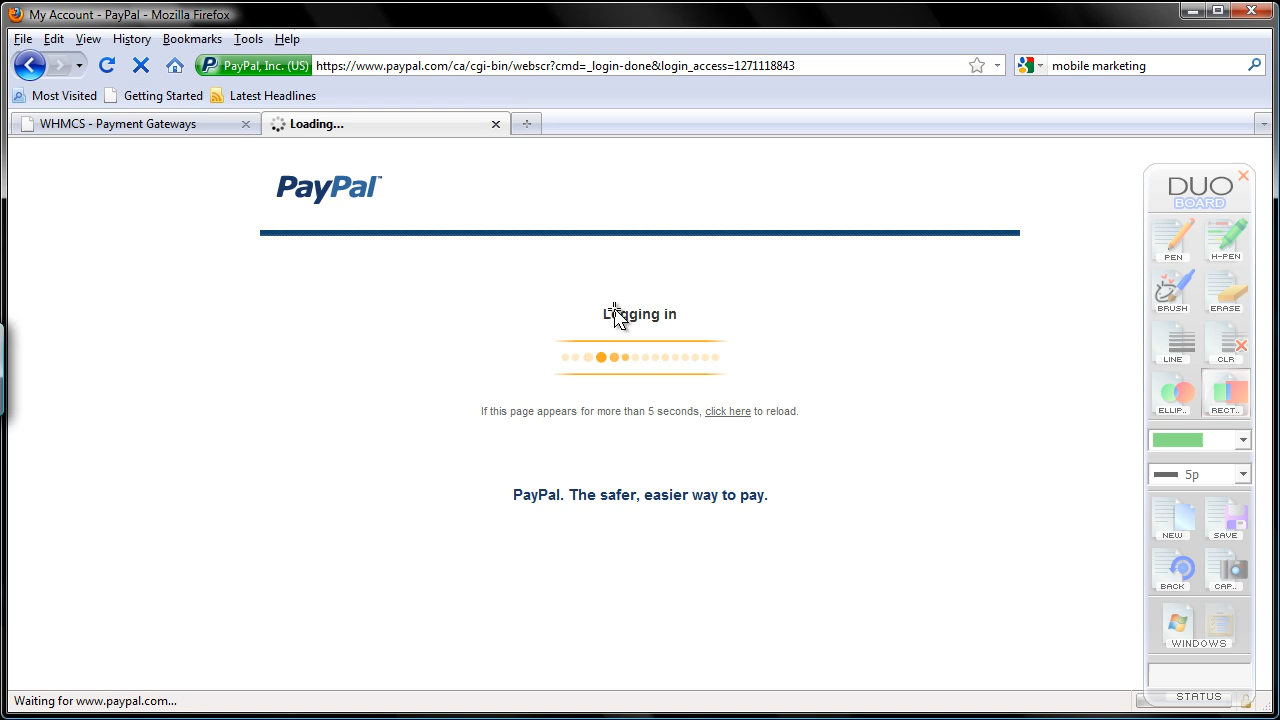 My Account - PayPal - Mozilla Firefox
File Edit View History Bookmarks Tools Help
PayPal, Inc. (US) https://www.paypal.com/ca/cgi-bin/webscr?cmd=_login-done&login_access=1271118843 mobile marketing
Most Visited Getting Started Latest Headlines
WHMCS - Payment Gateways Loading...
PayPal™
Logging in
If this page appears for more than 5 seconds, click here to reload.
PayPal. The safer, easier way to pay.
DUO
BOARD
PEN H-PEN
BRUSH ERASE
LINE CLR
ELLIP.. RECT..
5p
NEW SAVE
BACK CAP..
WINDOWS
STATUS
Waiting for www.paypal.com...